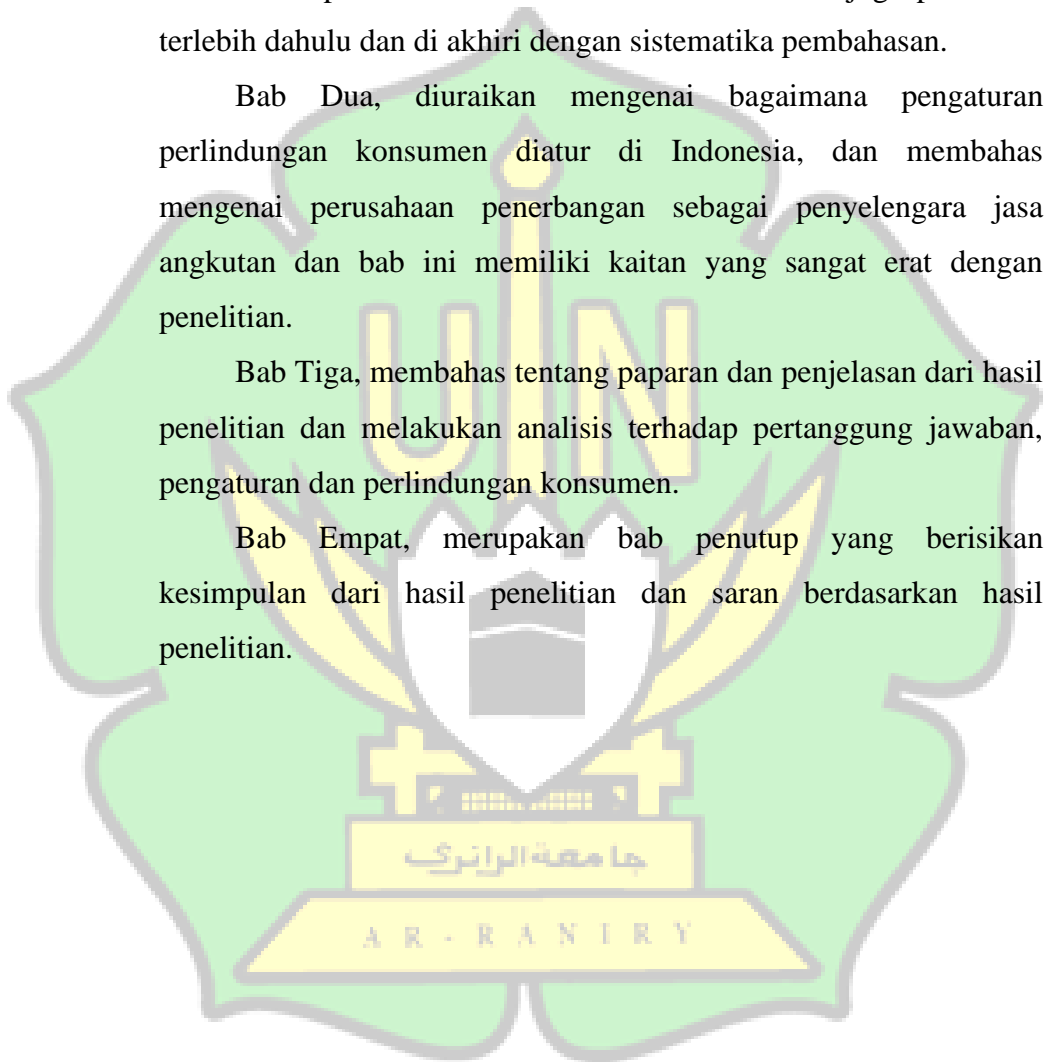 terlebih dahulu dan di akhiri dengan sistematika pembahasan.
Bab Dua, diuraikan mengenai bagaimana pengaturan
perlindungan konsumen diatur di Indonesia, dan membahas
mengenai perusahaan penerbangan sebagai penyelengara jasa
angkutan dan bab ini memiliki kaitan yang sangat erat dengan
penelitian.
Bab Tiga, membahas tentang paparan dan penjelasan dari hasil
penelitian dan melakukan analisis terhadap pertanggung jawaban,
pengaturan dan perlindungan konsumen.
Bab Empat, merupakan bab penutup yang berisikan
kesimpulan dari hasil penelitian dan saran berdasarkan hasil
penelitian.
UIN
جامعة الرانري
AR-RANIRY